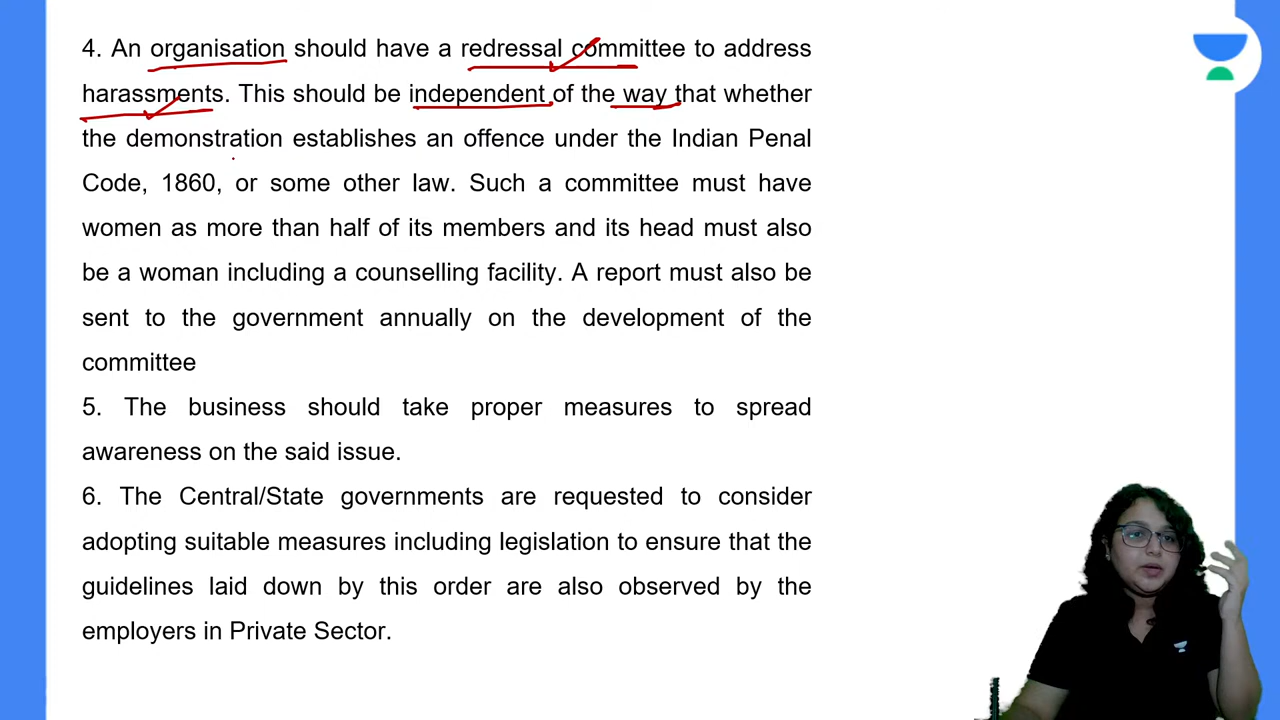 4. An organisation should have a redressal committee to address
harassments. This should be independent of the way that whether
the demonstration establishes an offence under the Indian Penal
Code, 1860, or some other law. Such a committee must have
women as more than half of its members and its head must also
be a woman including a counselling facility. A report must also be
sent to the government annually on the development of the
committee
5. The business should take proper measures to spread
awareness on the said issue.
6. The Central/State governments are requested to consider
adopting suitable measures including legislation to ensure that the
guidelines laid down by this order are also observed by the
employers in Private Sector.